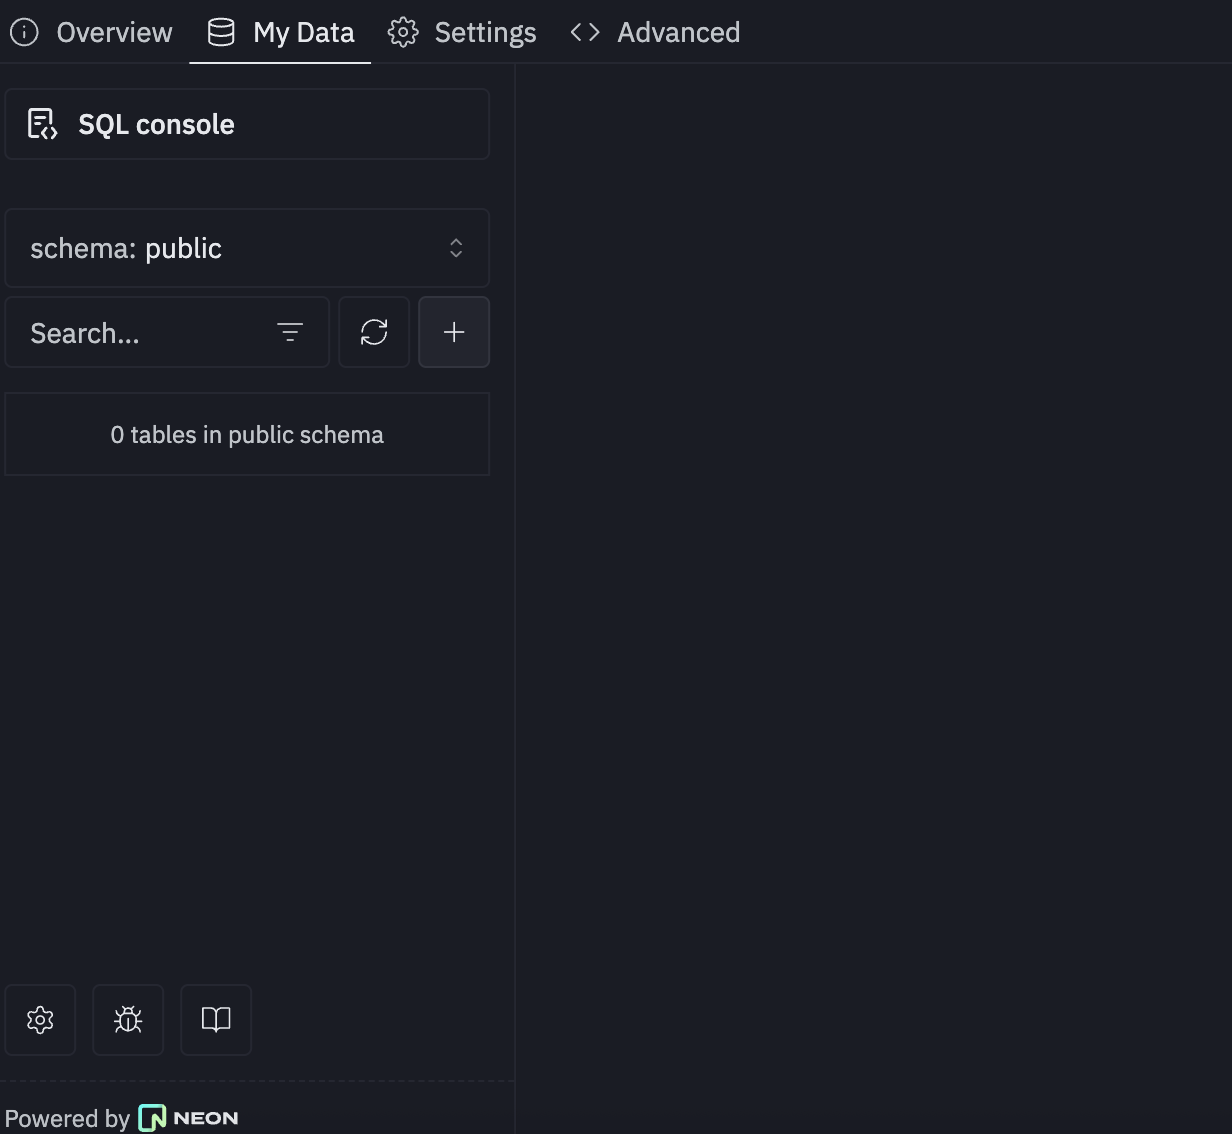 Overview My Data Settings Advanced
SQL console
schema: public
Search...
0 tables in public schema
Powered by NEON